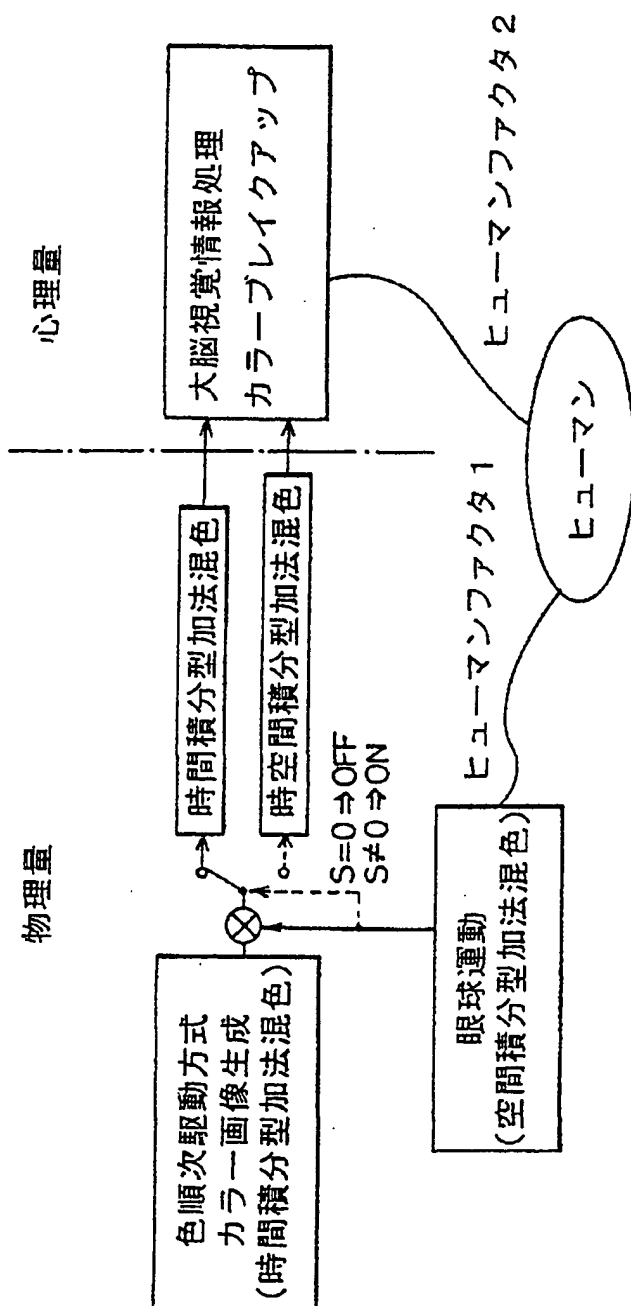 物理量
心理量
色順次駆動方式
カラー画像生成
(時間積分型加法混色)
時間積分型加法混色
時空間積分型加法混色
大脳視覚情報処理
カラーブレイクアップ
S=0⇒OFF
S≠0⇒ON
眼球運動
(空間積分型加法混色)
ヒューマンファクタ1
ヒューマンファクタ2
ヒューマン